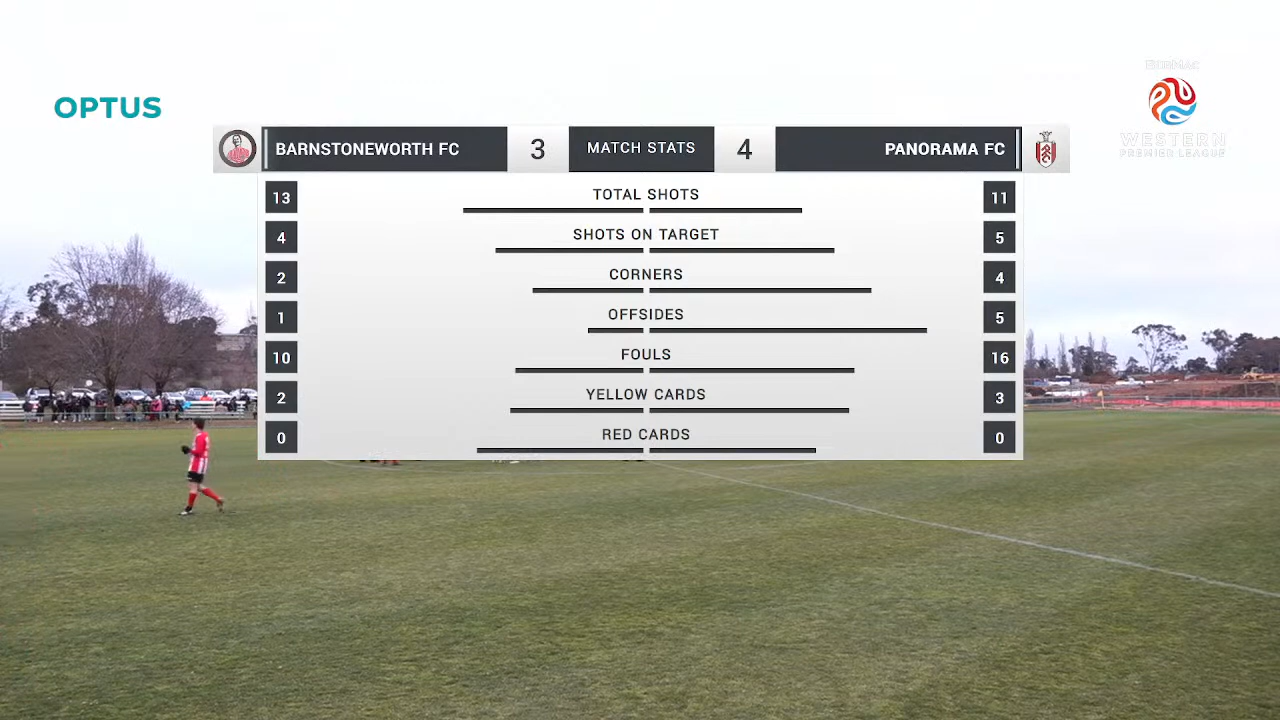 BERMAC
OPTUS
WESTERN
PREMIER LEAGUE
BARNSTONEWORTH FC 3 MATCH STATS 4 PANORAMA FC
13 TOTAL SHOTS 11
4 SHOTS ON TARGET 5
2 CORNERS 4
1 OFFSIDES 5
10 FOULS 16
2 YELLOW CARDS 3
0 RED CARDS 0